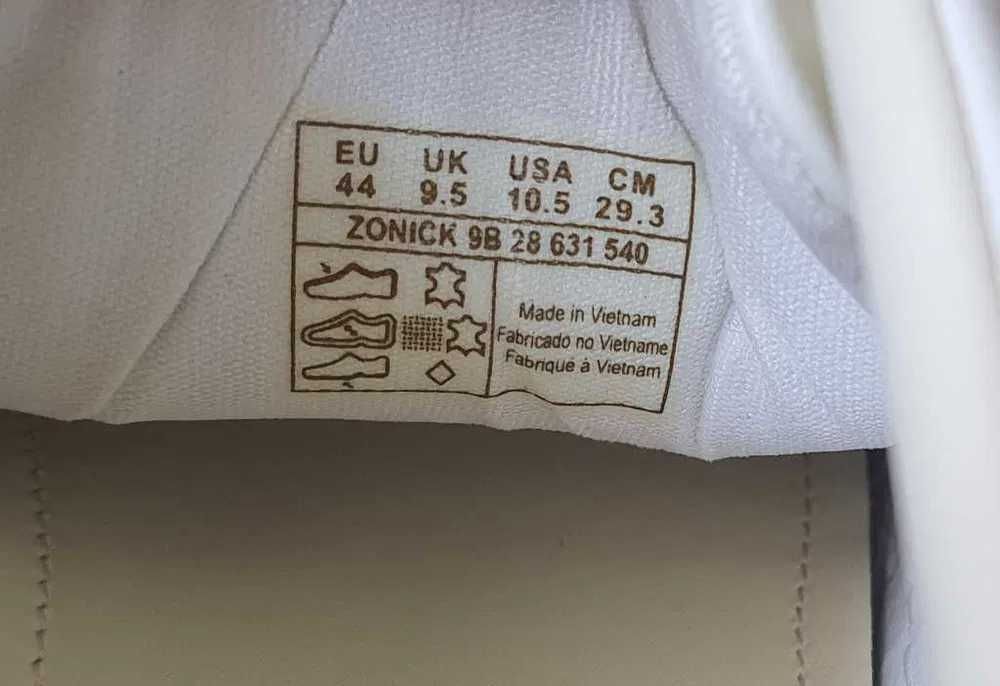 EU UK USA CM
44 9.5 10.5 29.3
ZONICK 9B 28 631 540
Made in Vietnam
Fabricado no Vietname
Fabriqué à Vietnam